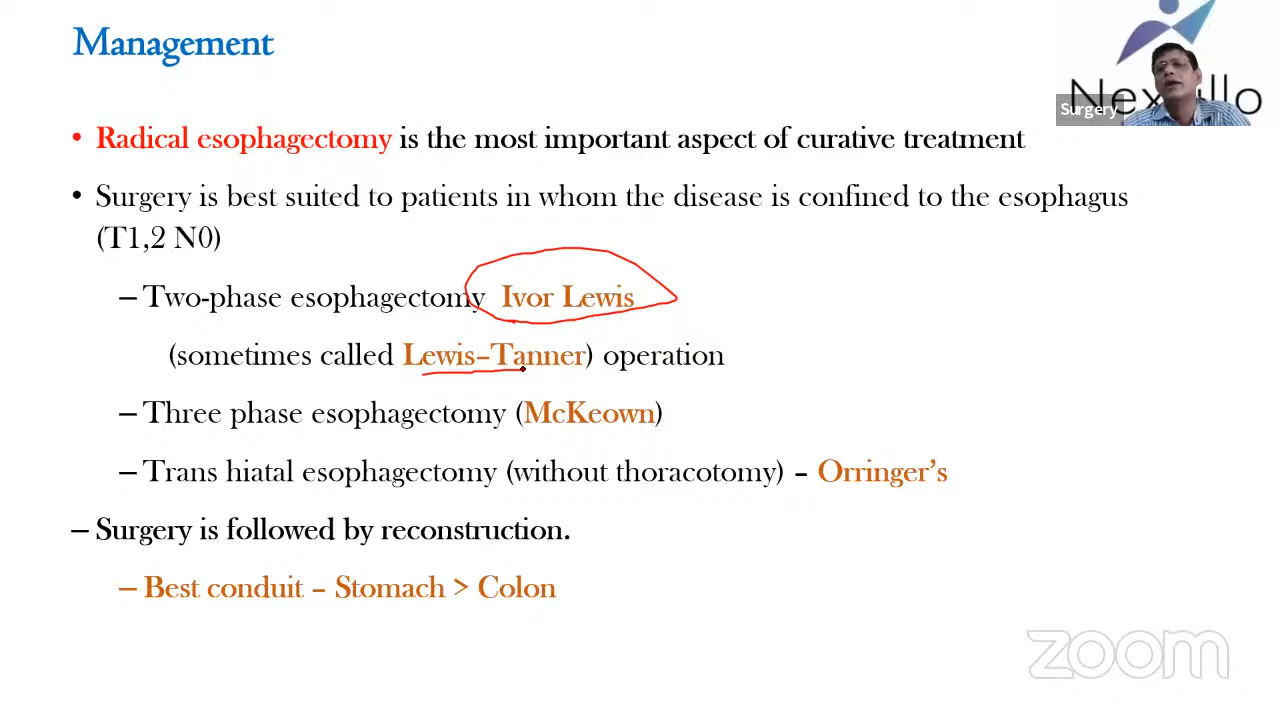 Management
Surgery
• Radical esophagectomy is the most important aspect of curative treatment
• Surgery is best suited to patients in whom the disease is confined to the esophagus
(T1,2 N0)
– Two-phase esophagectomy Ivor Lewis
(sometimes called Lewis–Tanner) operation
– Three phase esophagectomy (McKeown)
– Trans hiatal esophagectomy (without thoracotomy) – Orringer’s
– Surgery is followed by reconstruction.
– Best conduit – Stomach > Colon
zoom